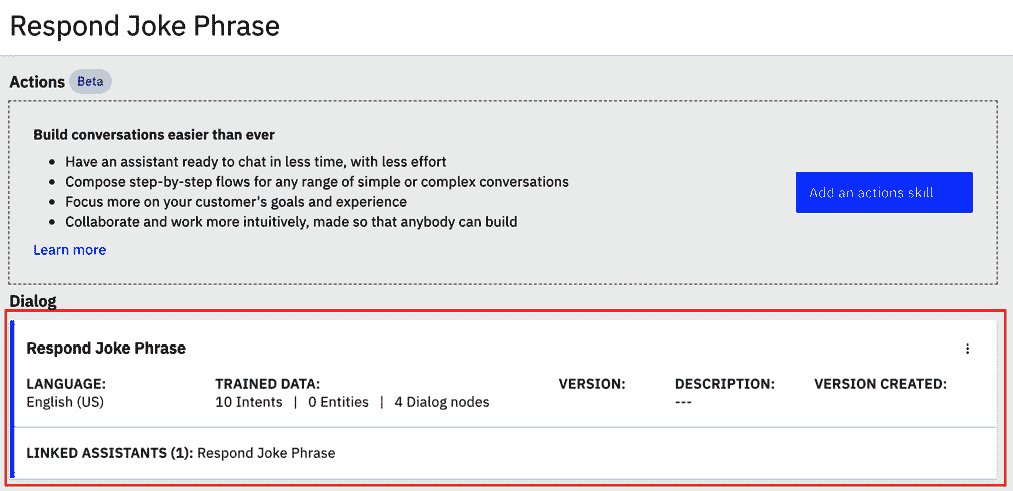 Respond Joke Phrase
Actions Beta
Build conversations easier than ever
Have an assistant ready to chat in less time, with less effort
Compose step-by-step flows for any range of simple or complex conversations
Focus more on your customer's goals and experience
Collaborate and work more intuitively, made so that anybody can build
Add an actions skill
Learn more
Dialog
Respond Joke Phrase
LANGUAGE: TRAINED DATA: VERSION: DESCRIPTION: VERSION CREATED:
English (US) 10 Intents | 0 Entities | 4 Dialog nodes ---
LINKED ASSISTANTS (1): Respond Joke Phrase